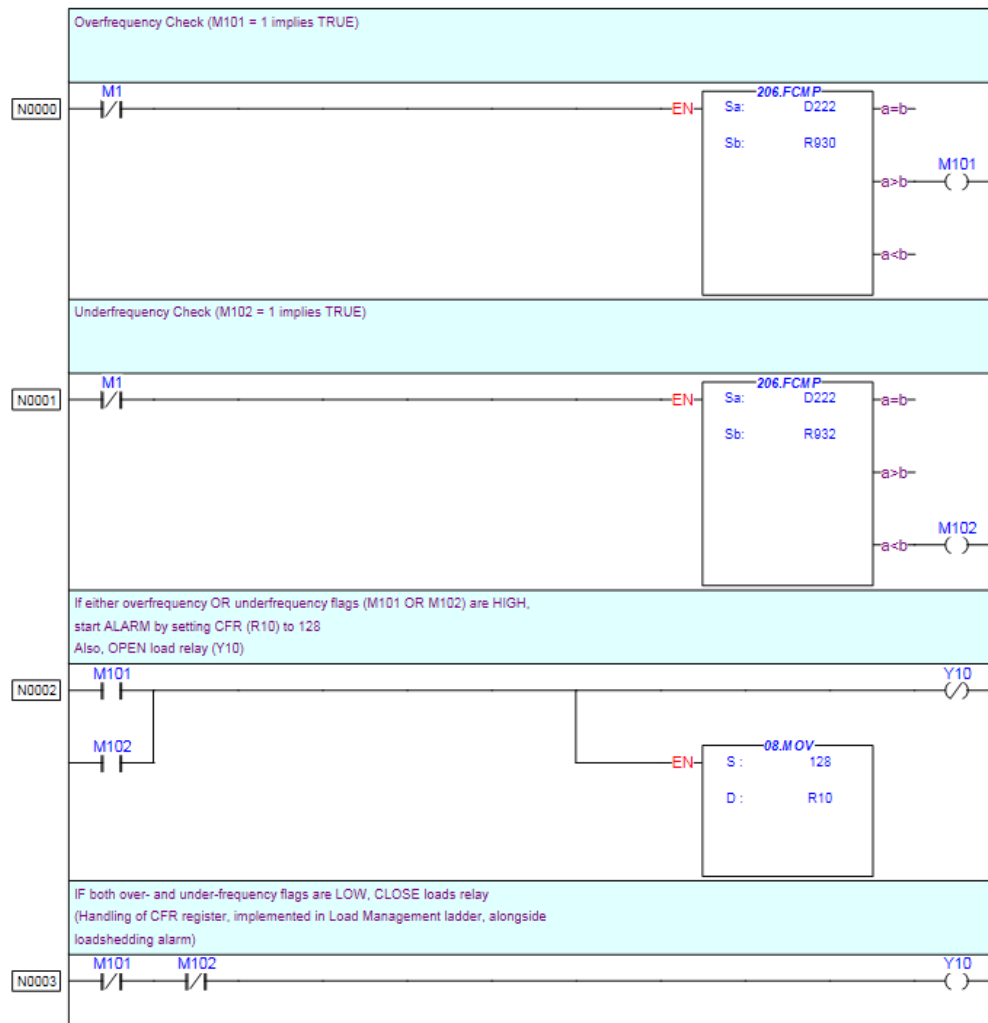 Overfrequency Check (M101 = 1 implies TRUE)
N0000
M1
EN
206.FCMP
Sa: D222
Sb: R930
a=b
a>b
M101
a<b
Underfrequency Check (M102 = 1 implies TRUE)
N0001
M1
EN
206.FCMP
Sa: D222
Sb: R932
a=b
a>b
a<b
M102
If either overfrequency OR underfrequency flags (M101 OR M102) are HIGH,
start ALARM by setting CFR (R10) to 128
Also, OPEN load relay (Y10)
N0002
M101
Y10
M102
EN
08.MOV
S : 128
D : R10
IF both over- and under-frequency flags are LOW, CLOSE loads relay
(Handling of CFR register, implemented in Load Management ladder, alongside
loadshedding alarm)
N0003
M101 M102 Y10